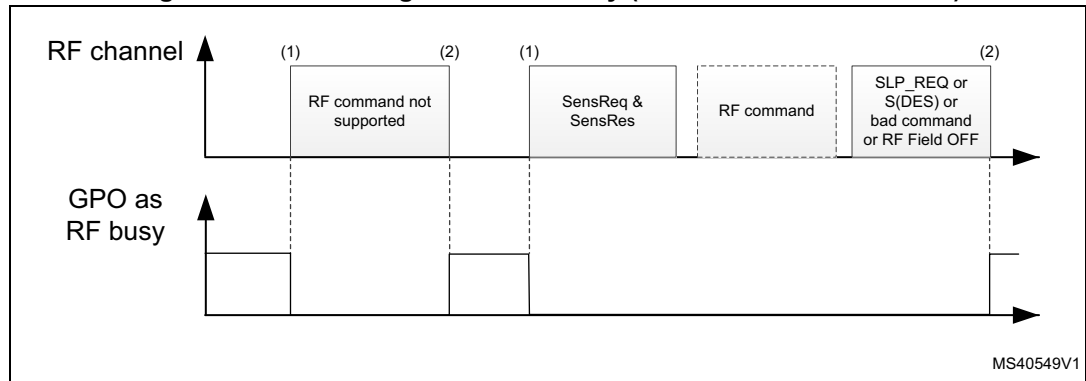 RF channel
(1)
(2)
(1)
(2)
RF command not
supported
SensReq &
SensRes
RF command
SLP_REQ or
S(DES) or
bad command
or RF Field OFF
GPO as
RF busy
MS40549V1